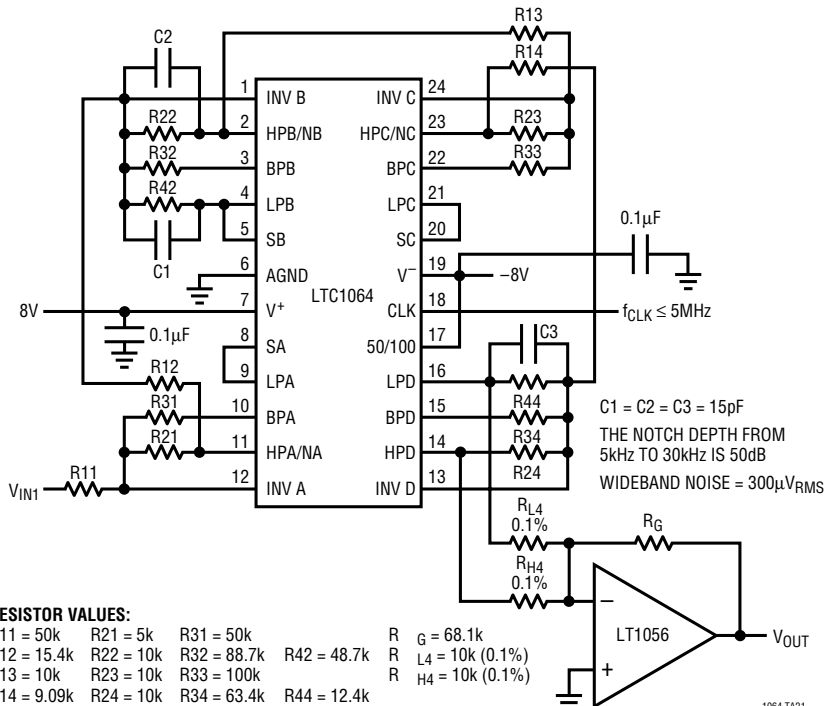 R13
C2
R14
1 INV B INV C 24
R22
2 HPB/NB HPC/NC 23
R23
R32
3 BPB BPC 22
R33
R42
4 LPB LPC 21
5 SB SC 20
0.1µF
C1
6 AGND V⁻ 19
–8V
LTC1064
8V
7 V⁺ CLK 18
fCLK ≤ 5MHz
0.1µF
8 SA 50/100 17
C3
R12
9 LPA LPD 16
R31
R44
10 BPA BPD 15
R21
R34
11 HPA/NA HPD 14
R24
VIN1
R11
12 INV A INV D 13
C1 = C2 = C3 = 15pF
THE NOTCH DEPTH FROM
5kHz TO 30kHz IS 50dB
WIDEBAND NOISE = 300µVRMS
RL4
0.1%
RG
RH4
0.1%
–
LT1056
+
VOUT
ESISTOR VALUES:
11 = 50k R21 = 5k R31 = 50k R G = 68.1k
12 = 15.4k R22 = 10k R32 = 88.7k R42 = 48.7k R L4 = 10k (0.1%)
13 = 10k R23 = 10k R33 = 100k R H4 = 10k (0.1%)
14 = 9.09k R24 = 10k R34 = 63.4k R44 = 12.4k